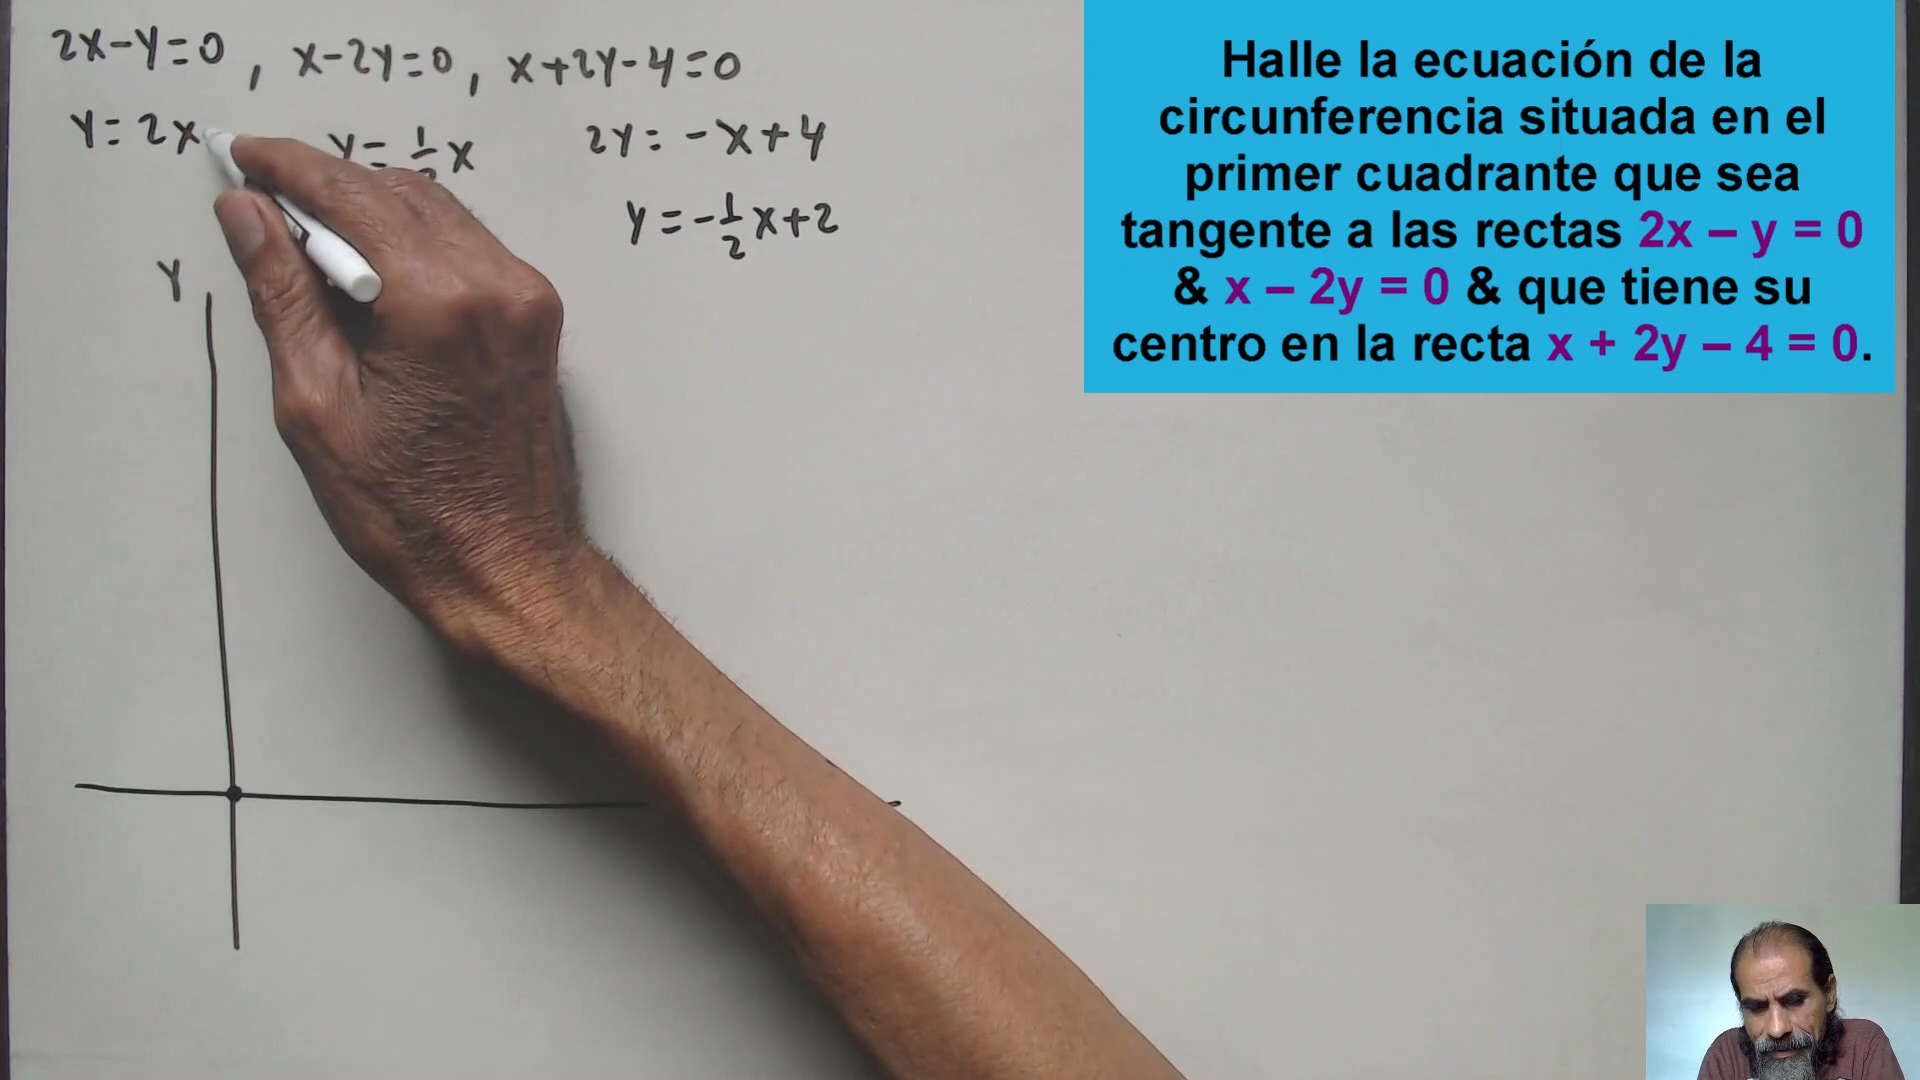 2x-y=0, x-2y=0, x+2y-4=0
y=2x
y=1/2x
2y=-x+4
y=-1/2x+2
y
Halle la ecuación de la
circunferencia situada en el
primer cuadrante que sea
tangente a las rectas 2x – y = 0
& x – 2y = 0 & que tiene su
centro en la recta x + 2y – 4 = 0.